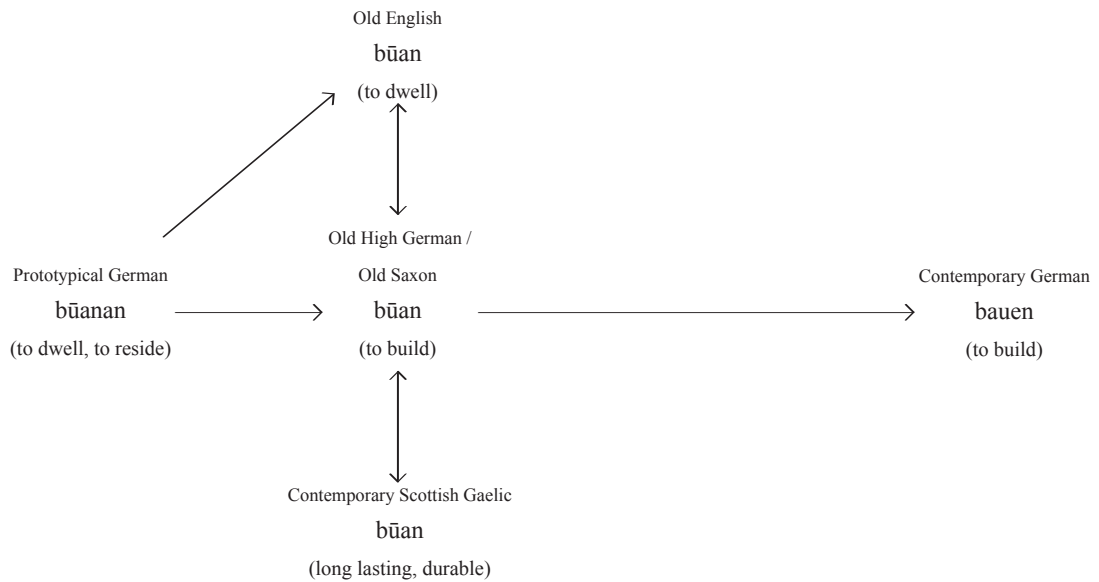 Old English
būan
(to dwell)
Old High German /
Old Saxon
būan
(to build)
Prototypical German
būanan
(to dwell, to reside)
Contemporary German
bauen
(to build)
Contemporary Scottish Gaelic
būan
(long lasting, durable)